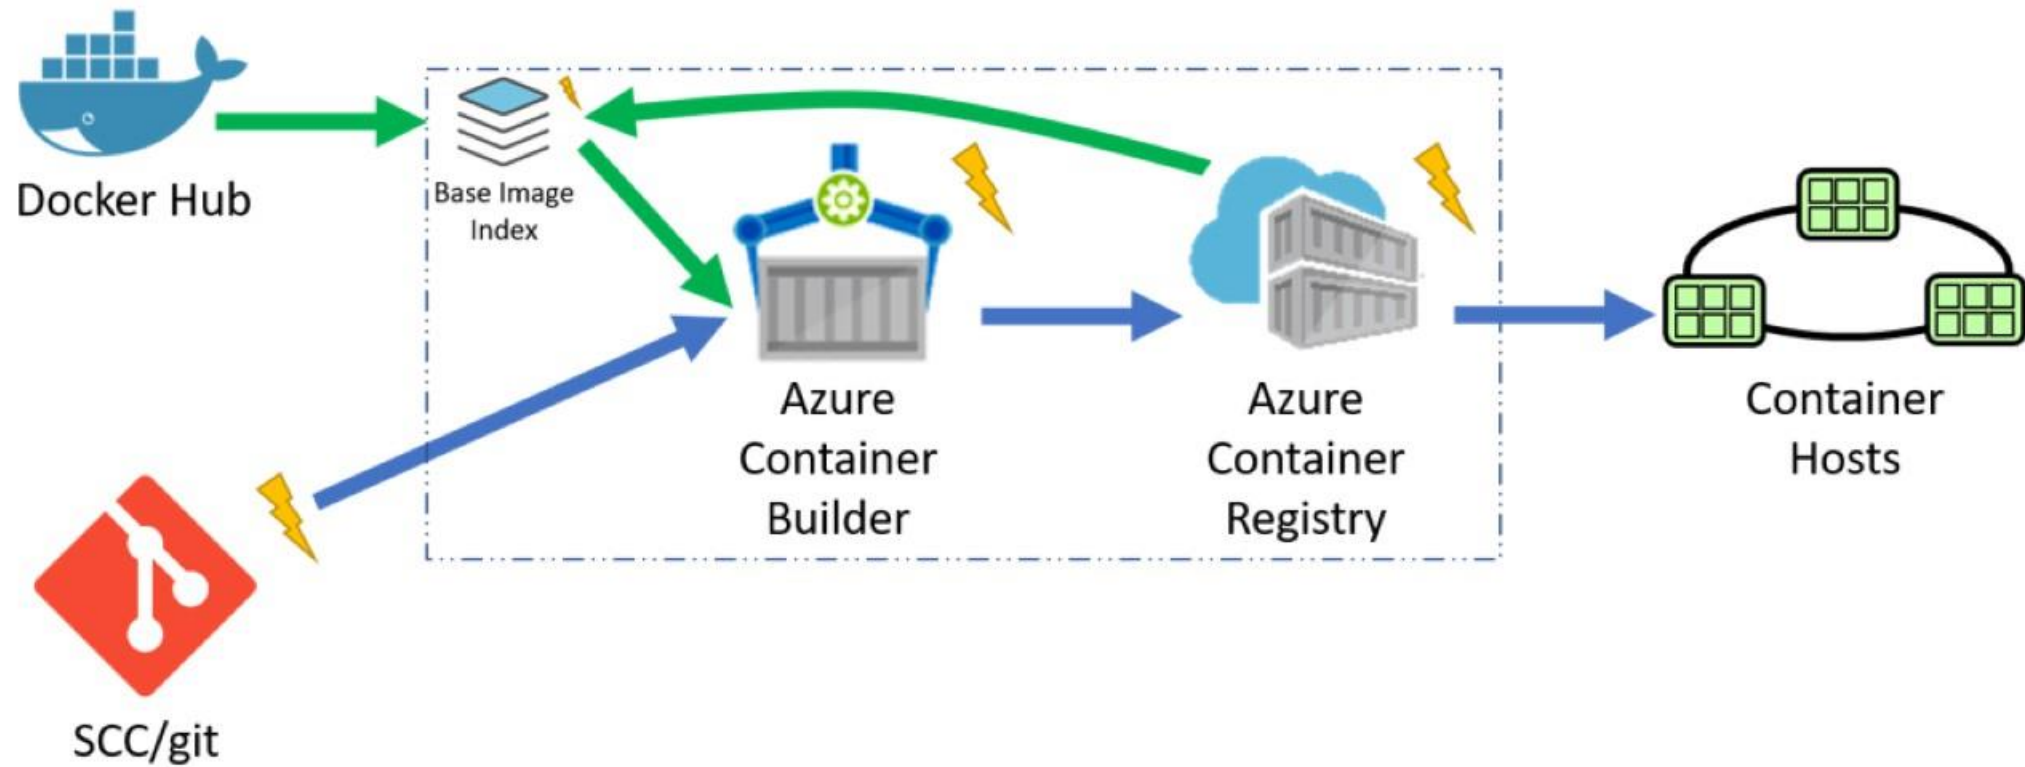 Docker Hub
Base Image
Index
Azure
Container
Builder
Azure
Container
Registry
Container
Hosts
SCC/git